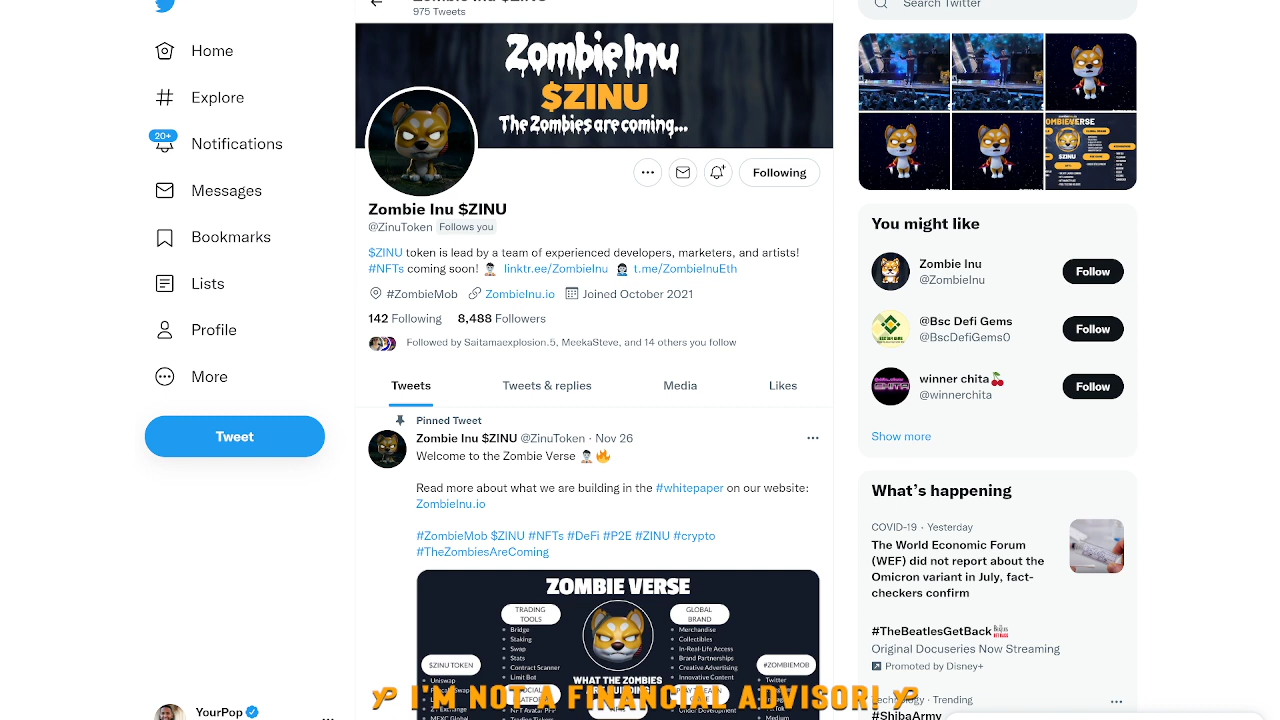 Home
Explore
20+
Notifications
Messages
Bookmarks
Lists
Profile
More
Tweet
YourPop
Zombie Inu $ZINU
975 Tweets
ZombieInu
$ZINU
The Zombies are coming...
Following
Zombie Inu $ZINU
@ZinuToken Follows you
$ZINU token is lead by a team of experienced developers, marketers, and artists!
#NFTs coming soon! linktr.ee/ZombieInu t.me/ZombieInuEth
#ZombieMob ZombieInu.io Joined October 2021
142 Following 8,488 Followers
Followed by Saitamaexplosion.5, MeekaSteve, and 14 others you follow
Tweets Tweets & replies Media Likes
Pinned Tweet
Zombie Inu $ZINU @ZinuToken · Nov 26
Welcome to the Zombie Verse
Read more about what we are building in the #whitepaper on our website:
ZombieInu.io
#ZombieMob $ZINU #NFTs #DeFi #P2E #ZINU #crypto
#TheZombiesAreComing
ZOMBIE VERSE
TRADING
TOOLS
Bridge
Staking
Swap
Stats
Contract Scanner
Limit Bot
GLOBAL
BRAND
Merchandise
Collectibles
In-Real-Life Access
Brand Partnerships
Creative Advertising
Innovative Content
$ZINU TOKEN
Uniswap
#ZOMBIEMOB
Twitter
WHAT THE ZOMBIES
I'M NOT A FINANCIAL ADVISOR!
Search Twitter
ZOMBIEVERSE
$ZINU
You might like
Zombie Inu
@ZombieInu
Follow
@Bsc Defi Gems
@BscDefiGems0
Follow
winner chita🍒
@winnerchita
Follow
Show more
What's happening
COVID-19 · Yesterday
The World Economic Forum
(WEF) did not report about the
Omicron variant in July, fact-
checkers confirm
#TheBeatlesGetBack
Original Docuseries Now Streaming
Promoted by Disney+
Technology · Trending
#ShibaArmy